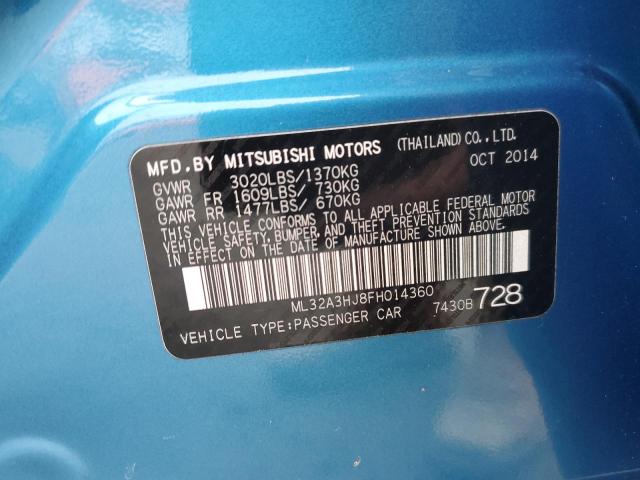 MFD. BY MITSUBISHI MOTORS (THAILAND) CO., LTD.
OCT 2014
GVWR 3020LBS/1370KG
GAWR FR 1609LBS/ 730KG
GAWR RR 1477LBS/ 670KG
THIS VEHICLE CONFORMS TO ALL APPLICABLE FEDERAL MOTOR
VEHICLE SAFETY, BUMPER, AND THEFT PREVENTION STANDARDS
IN EFFECT ON THE DATE OF MANUFACTURE SHOWN ABOVE.
ML32A3HJ8FH014360
VEHICLE TYPE:PASSENGER CAR 7430B 728